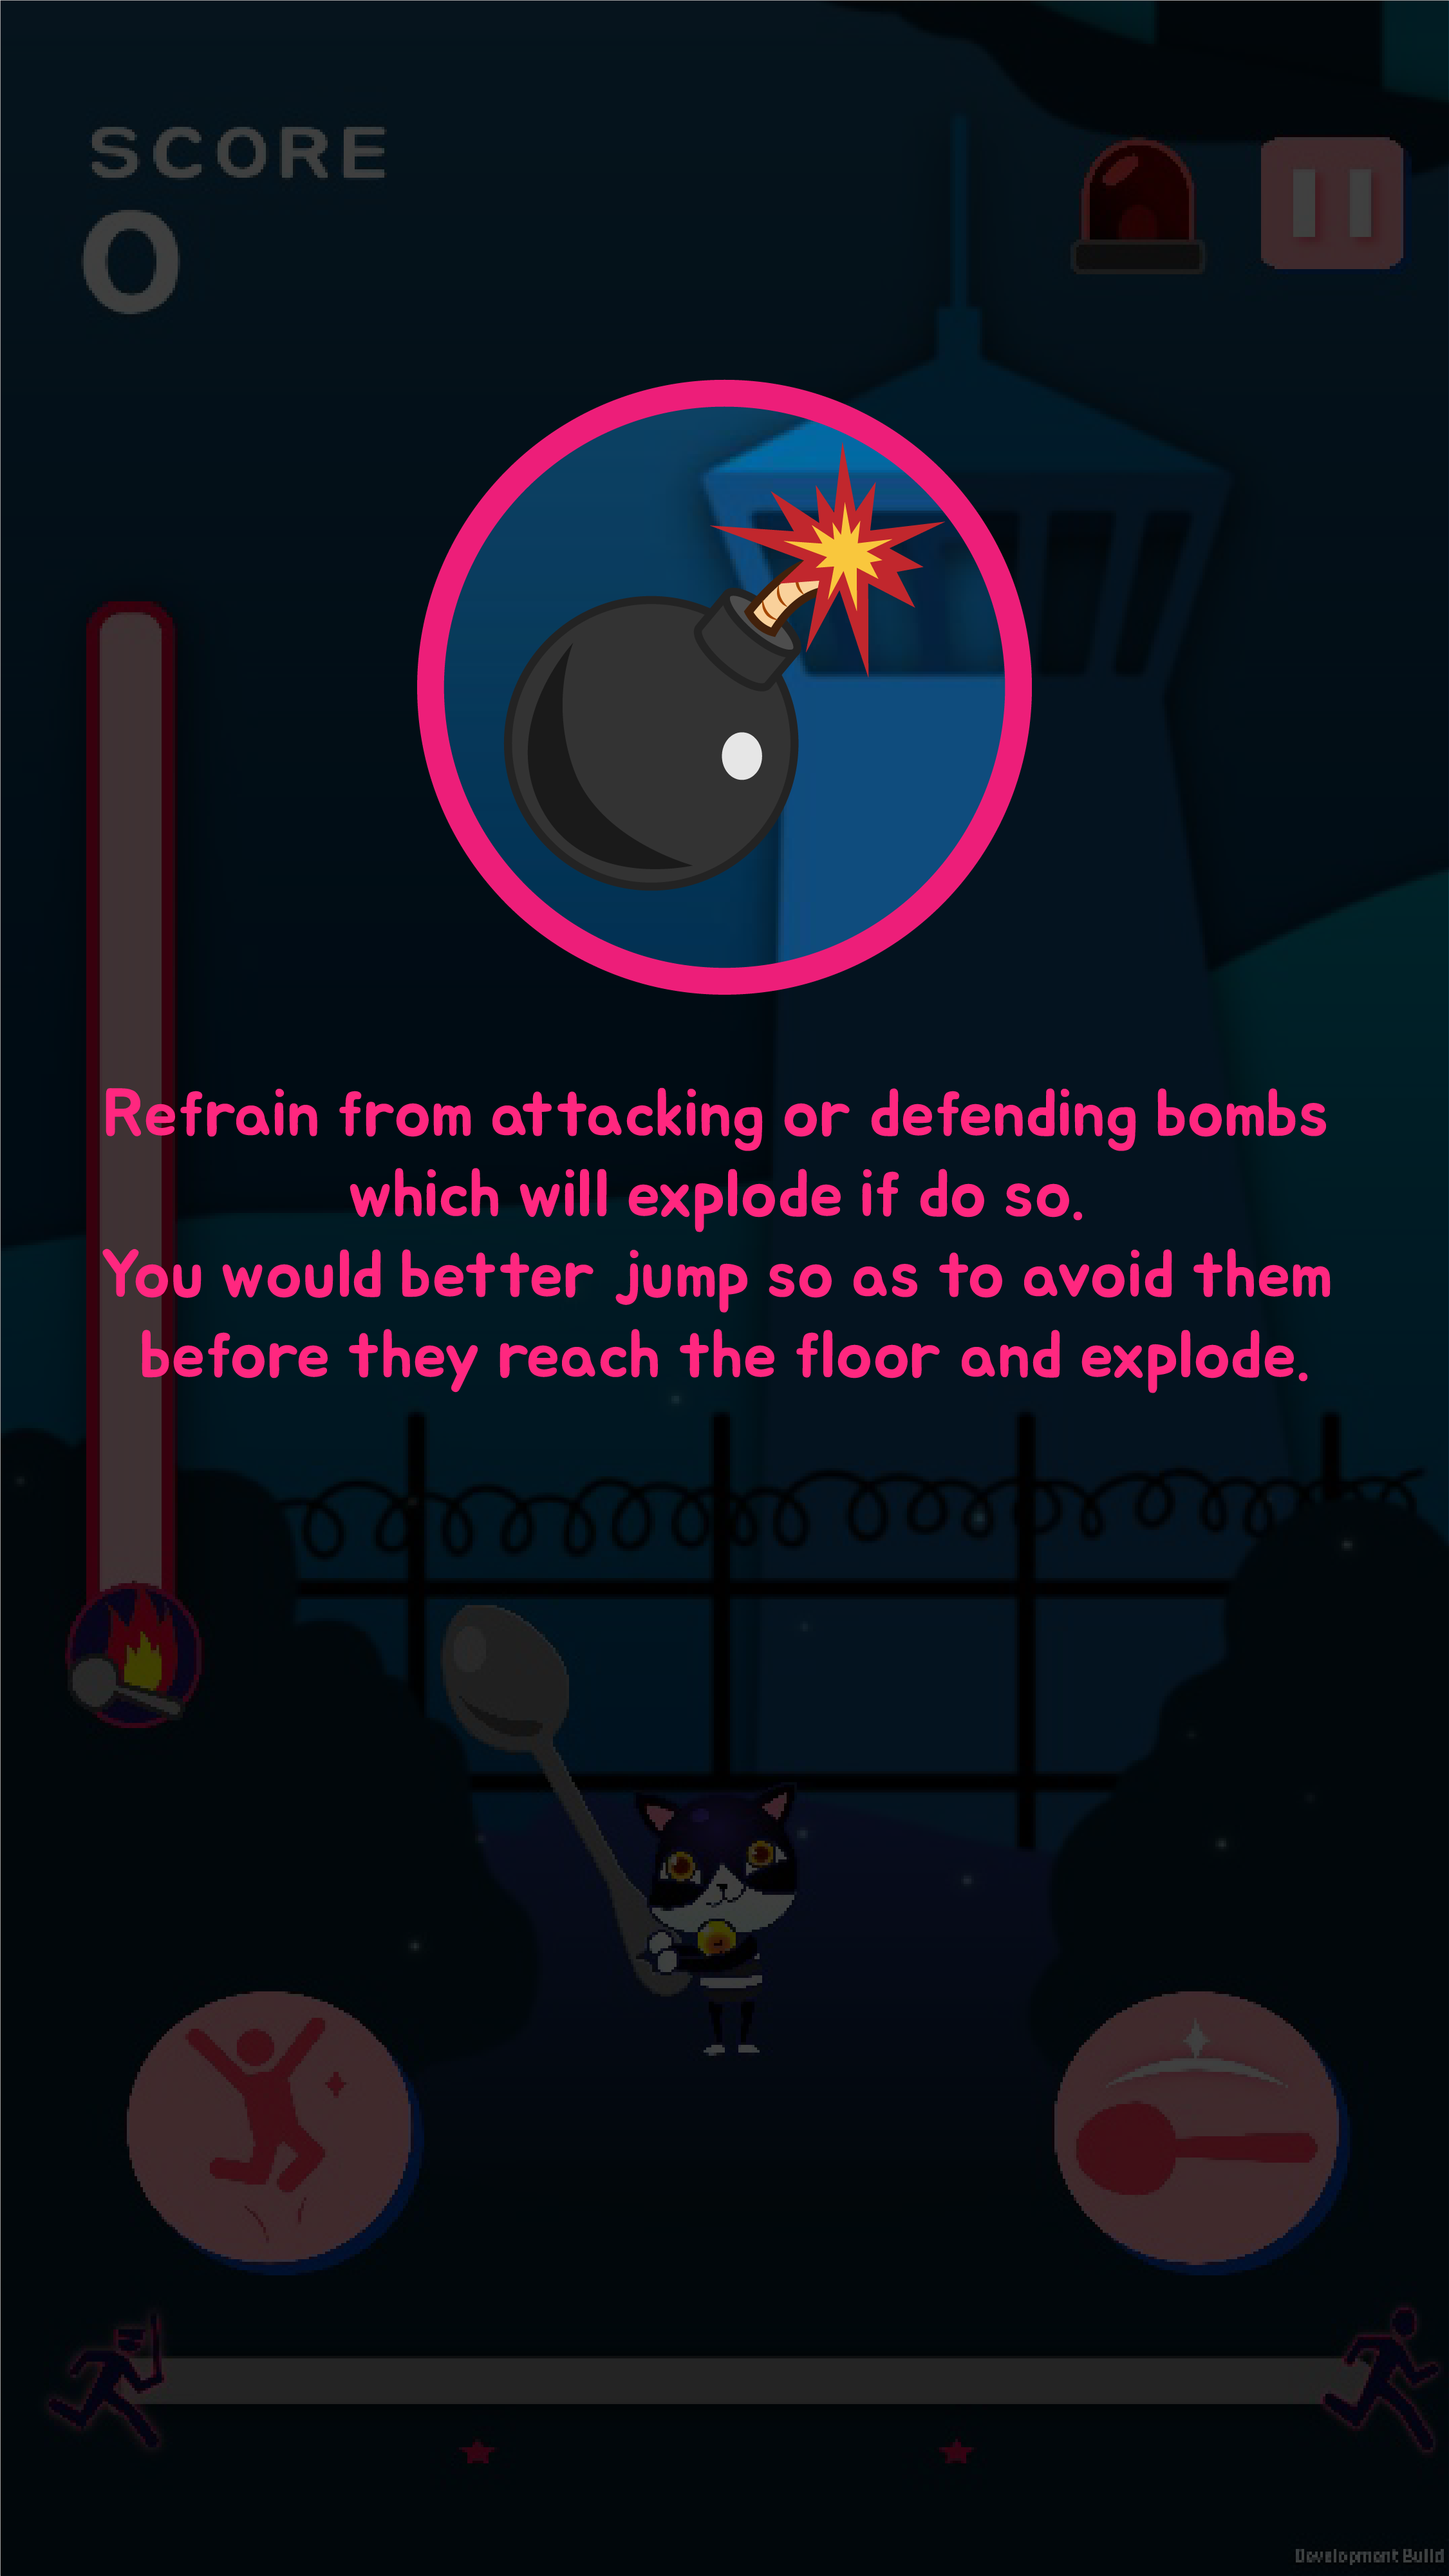 SCORE
0
Refrain from attacking or defending bombs
which will explode if do so.
You would better jump so as to avoid them
before they reach the floor and explode.
Development Build